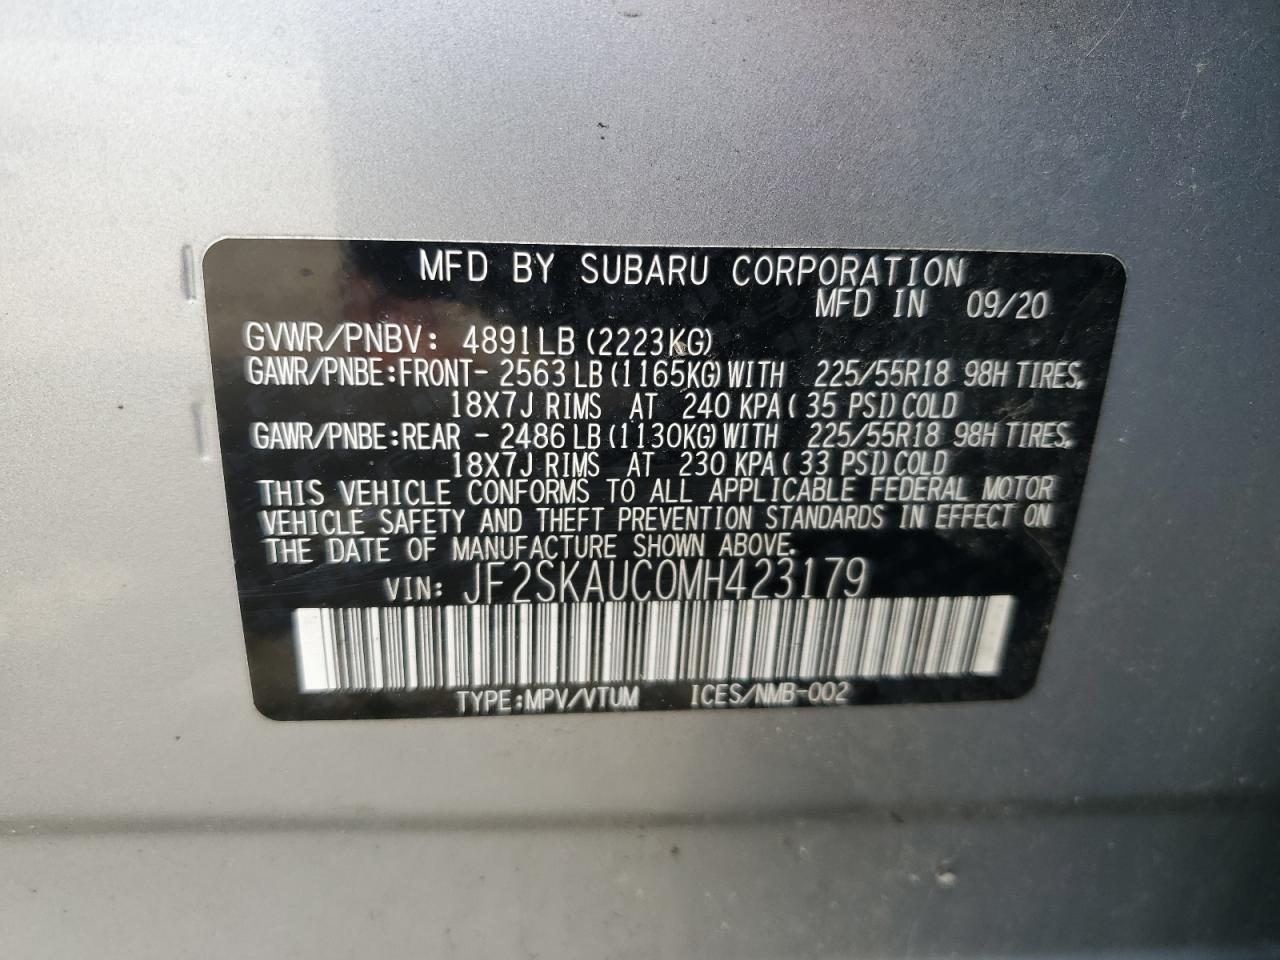 MFD BY SUBARU CORPORATION
MFD IN 09/20
GVWR/PNBV: 4891LB (2223KG)
GAWR/PNBE:FRONT- 2563 LB (1165KG) WITH 225/55R18 98H TIRES,
18X7J RIMS AT 240 KPA ( 35 PSI) COLD
GAWR/PNBE:REAR - 2486 LB (1130KG) WITH 225/55R18 98H TIRES,
18X7J RIMS AT 230 KPA ( 33 PSI) COLD
THIS VEHICLE CONFORMS TO ALL APPLICABLE FEDERAL MOTOR
VEHICLE SAFETY AND THEFT PREVENTION STANDARDS IN EFFECT ON
THE DATE OF MANUFACTURE SHOWN ABOVE.
VIN: JF2SKAUC0MH423179
TYPE:MPV/VTUM ICES/NMB-002